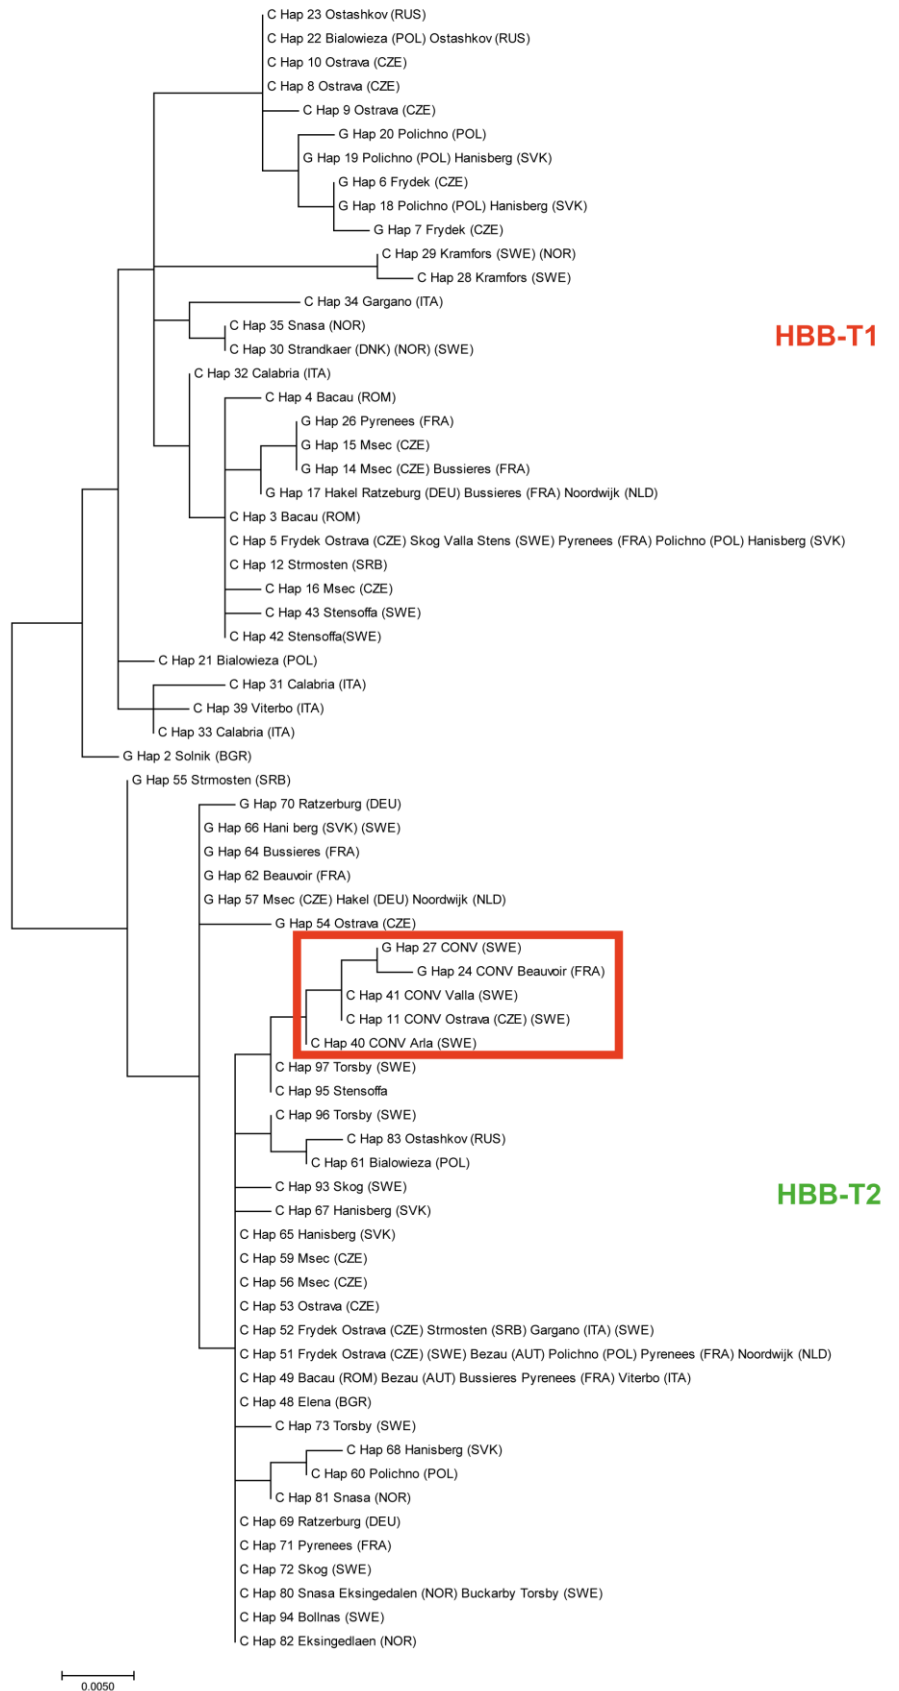 C Hap 23 Ostashkov (RUS)
C Hap 22 Bialowieza (POL) Ostashkov (RUS)
C Hap 10 Ostrava (CZE)
C Hap 8 Ostrava (CZE)
C Hap 9 Ostrava (CZE)
G Hap 20 Polichno (POL)
G Hap 19 Polichno (POL) Hanisberg (SVK)
G Hap 6 Frydek (CZE)
G Hap 18 Polichno (POL) Hanisberg (SVK)
G Hap 7 Frydek (CZE)
C Hap 29 Kramfors (SWE) (NOR)
C Hap 28 Kramfors (SWE)
C Hap 34 Gargano (ITA)
C Hap 35 Snasa (NOR)
HBB-T1
C Hap 30 Strandkaer (DNK) (NOR) (SWE)
C Hap 32 Calabria (ITA)
C Hap 4 Bacau (ROM)
G Hap 26 Pyrenees (FRA)
G Hap 15 Msec (CZE)
G Hap 14 Msec (CZE) Bussieres (FRA)
G Hap 17 Hakel Ratzeburg (DEU) Bussieres (FRA) Noordwijk (NLD)
C Hap 3 Bacau (ROM)
C Hap 5 Frydek Ostrava (CZE) Skog Valla Stens (SWE) Pyrenees (FRA) Polichno (POL) Hanisberg (SVK)
C Hap 12 Strmosten (SRB)
C Hap 16 Msec (CZE)
C Hap 43 Stensoffa (SWE)
C Hap 42 Stensoffa(SWE)
C Hap 21 Bialowieza (POL)
C Hap 31 Calabria (ITA)
C Hap 39 Viterbo (ITA)
C Hap 33 Calabria (ITA)
G Hap 2 Solnik (BGR)
G Hap 55 Strmosten (SRB)
G Hap 70 Ratzerburg (DEU)
G Hap 66 Hani berg (SVK) (SWE)
G Hap 64 Bussieres (FRA)
G Hap 62 Beauvoir (FRA)
G Hap 57 Msec (CZE) Hakel (DEU) Noordwijk (NLD)
G Hap 54 Ostrava (CZE)
G Hap 27 CONV (SWE)
G Hap 24 CONV Beauvoir (FRA)
C Hap 41 CONV Valla (SWE)
C Hap 11 CONV Ostrava (CZE) (SWE)
C Hap 40 CONV Arla (SWE)
C Hap 97 Torsby (SWE)
C Hap 95 Stensoffa
C Hap 96 Torsby (SWE)
C Hap 83 Ostashkov (RUS)
C Hap 61 Bialowieza (POL)
C Hap 93 Skog (SWE)
HBB-T2
C Hap 67 Hanisberg (SVK)
C Hap 65 Hanisberg (SVK)
C Hap 59 Msec (CZE)
C Hap 56 Msec (CZE)
C Hap 53 Ostrava (CZE)
C Hap 52 Frydek Ostrava (CZE) Strmosten (SRB) Gargano (ITA) (SWE)
C Hap 51 Frydek Ostrava (CZE) (SWE) Bezau (AUT) Polichno (POL) Pyrenees (FRA) Noordwijk (NLD)
C Hap 49 Bacau (ROM) Bezau (AUT) Bussieres Pyrenees (FRA) Viterbo (ITA)
C Hap 48 Elena (BGR)
C Hap 73 Torsby (SWE)
C Hap 68 Hanisberg (SVK)
C Hap 60 Polichno (POL)
C Hap 81 Snasa (NOR)
C Hap 69 Ratzerburg (DEU)
C Hap 71 Pyrenees (FRA)
C Hap 72 Skog (SWE)
C Hap 80 Snasa Eksingedalen (NOR) Buckarby Torsby (SWE)
C Hap 94 Bollnas (SWE)
C Hap 82 Eksingedlaen (NOR)
0.0050